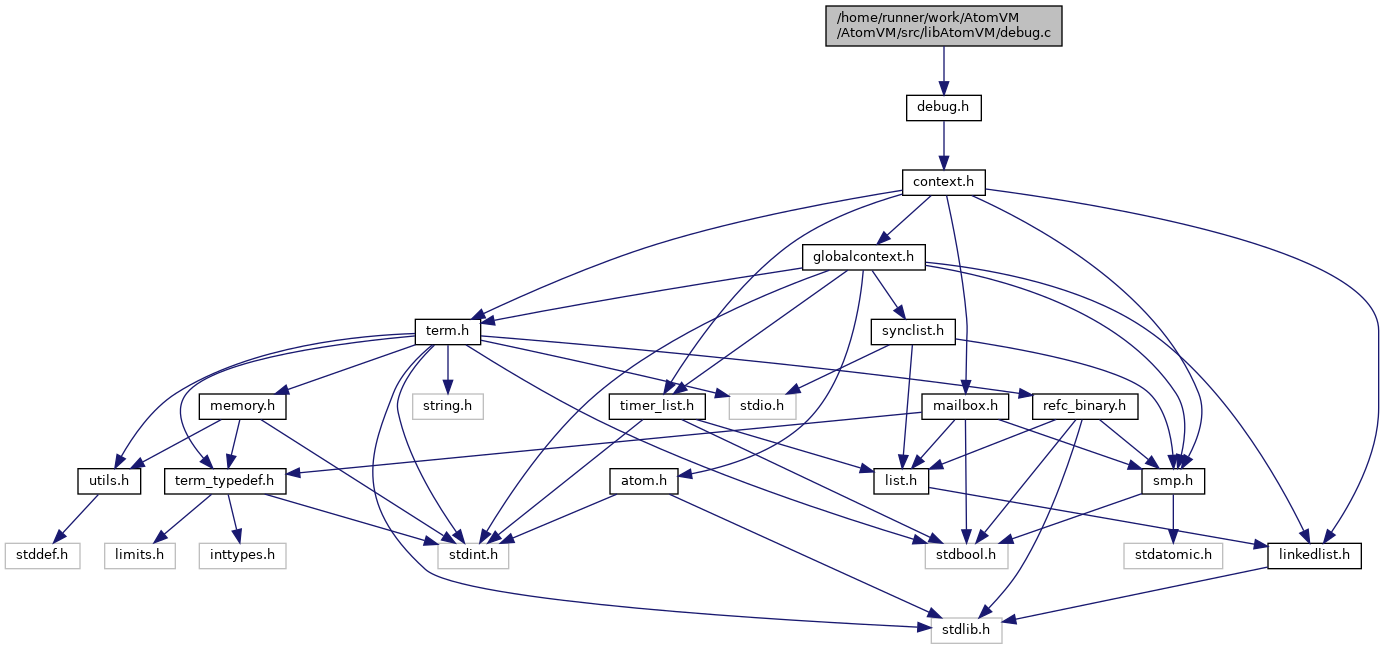 /home/runner/work/AtomVM
/AtomVM/src/libAtomVM/debug.c
debug.h
context.h
globalcontext.h
term.h
synclist.h
memory.h
string.h
timer_list.h
stdio.h
mailbox.h
refc_binary.h
utils.h
term_typedef.h
atom.h
list.h
smp.h
stddef.h
limits.h
inttypes.h
stdint.h
stdbool.h
stdatomic.h
linkedlist.h
stdlib.h